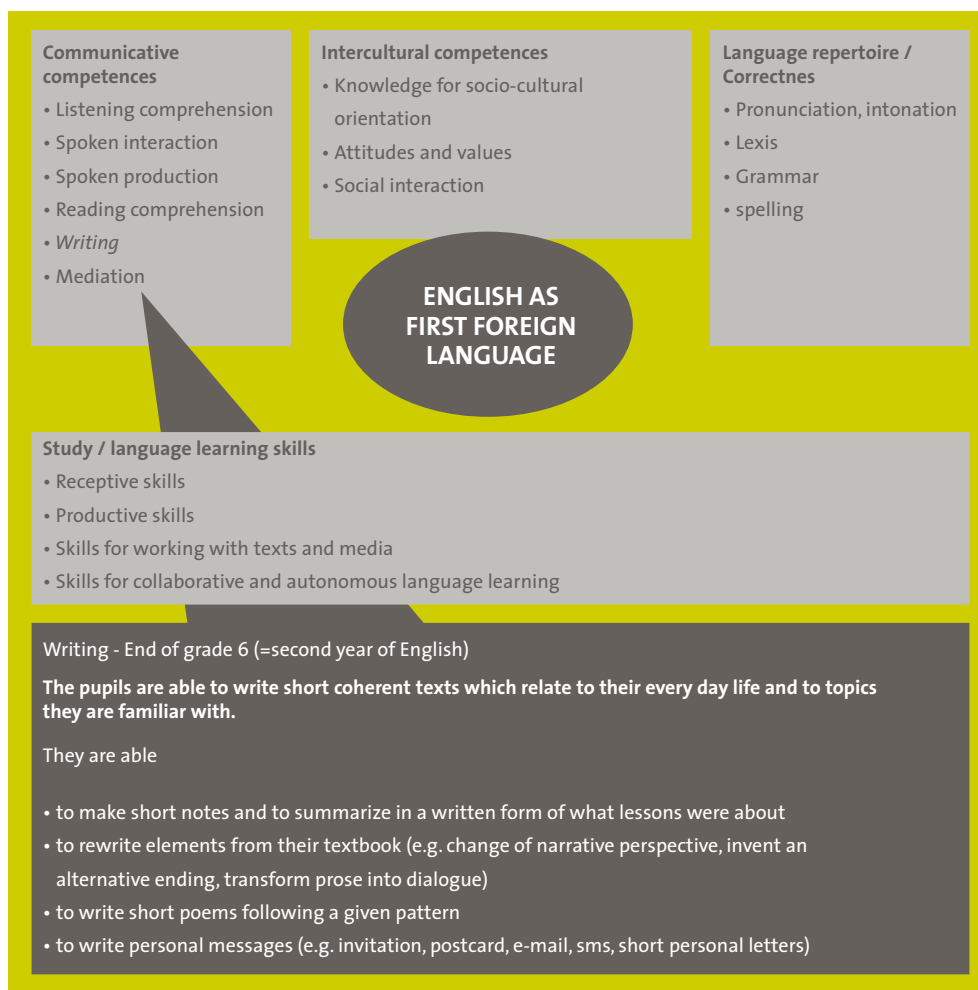 Communicative
competences
• Listening comprehension
• Spoken interaction
• Spoken production
• Reading comprehension
• Writing
• Mediation
Intercultural competences
• Knowledge for socio-cultural
orientation
• Attitudes and values
• Social interaction
Language repertoire /
Correctnes
• Pronunciation, intonation
• Lexis
• Grammar
• spelling
ENGLISH AS
FIRST FOREIGN
LANGUAGE
Study / language learning skills
• Receptive skills
• Productive skills
• Skills for working with texts and media
• Skills for collaborative and autonomous language learning
Writing - End of grade 6 (=second year of English)
The pupils are able to write short coherent texts which relate to their every day life and to topics
they are familiar with.
They are able
• to make short notes and to summarize in a written form of what lessons were about
• to rewrite elements from their textbook (e.g. change of narrative perspective, invent an
alternative ending, transform prose into dialogue)
• to write short poems following a given pattern
• to write personal messages (e.g. invitation, postcard, e-mail, sms, short personal letters)